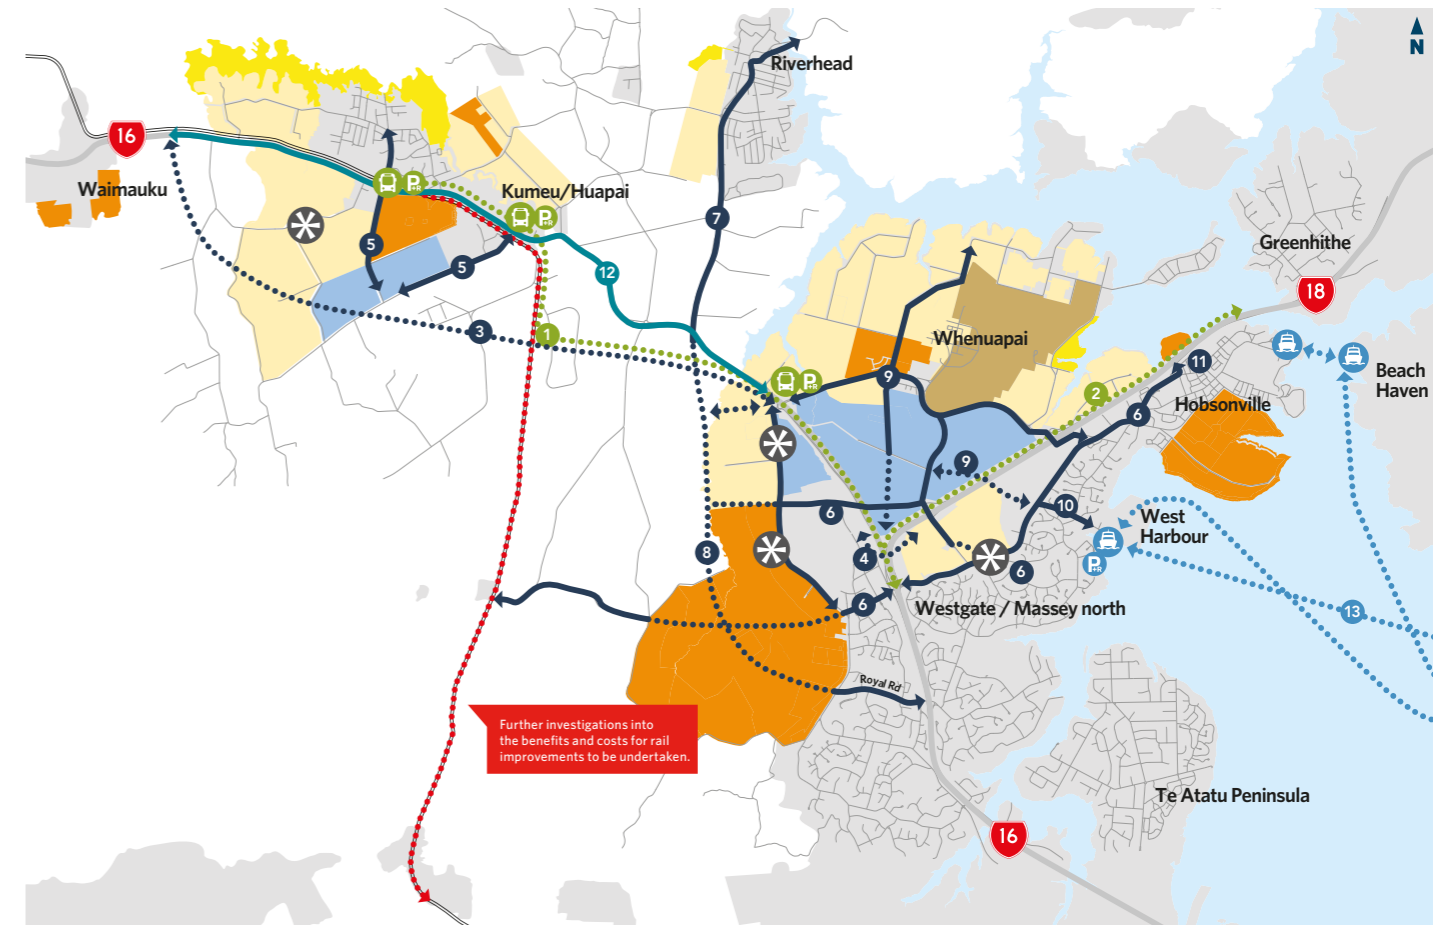 N
Riverhead
16
Waimauku
Kumeu/Huapai
P+R
P+R
7
5
5
12
Greenhithe
18
3
1
Whenuapai
11
Beach
Haven
P+R
9
2
Hobsonville
6
9
10
6
West
Harbour
P+R
8
4
6
6
Westgate / Massey north
13
Royal Rd
Further investigations into
the benefits and costs for rail
improvements to be undertaken.
Te Atatu Peninsula
16